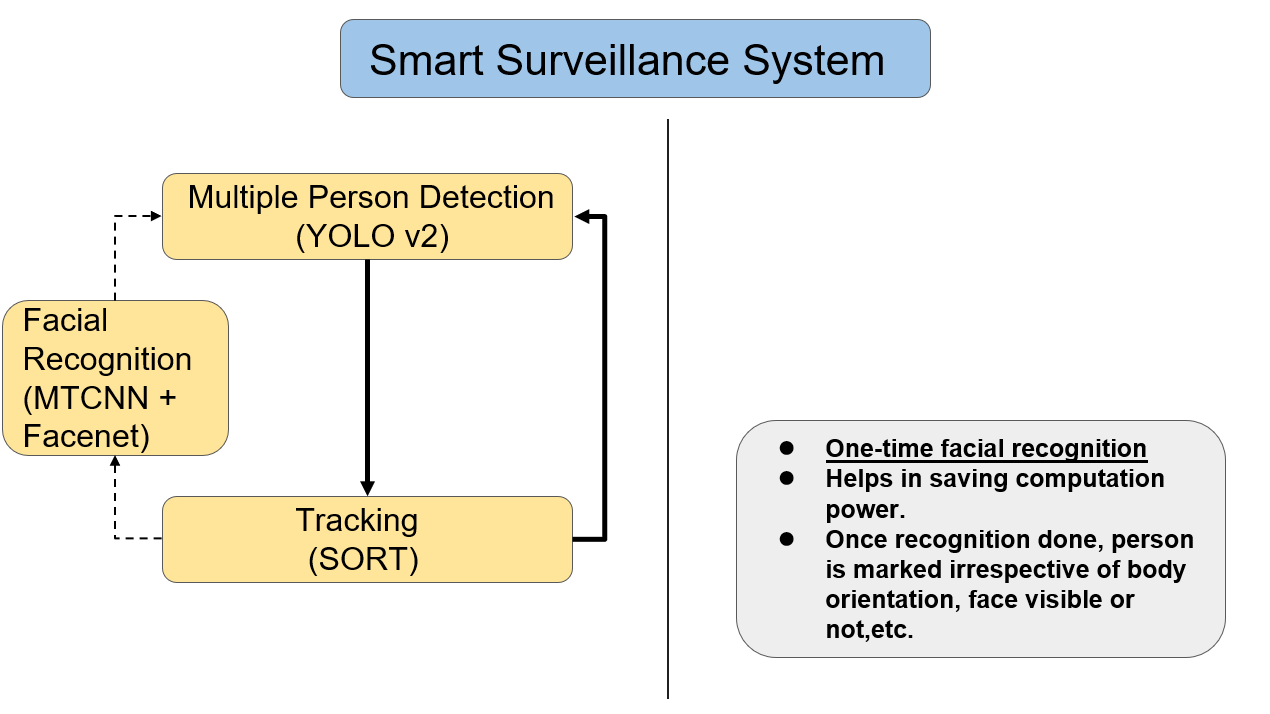 Smart Surveillance System
Multiple Person Detection
(YOLO v2)
Facial
Recognition
(MTCNN +
Facenet)
Tracking
(SORT)
● One-time facial recognition
● Helps in saving computation
power.
● Once recognition done, person
is marked irrespective of body
orientation, face visible or
not,etc.